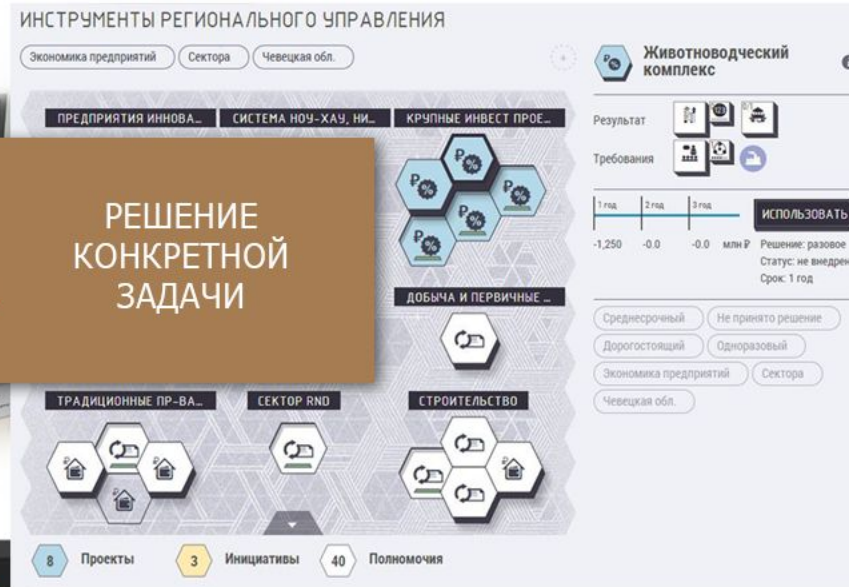 ИНСТРУМЕНТЫ РЕГИОНАЛЬНОГО УПРАВЛЕНИЯ
Экономика предприятий
Сектора
Чевецкая обл.
ПРЕДПРИЯТИЯ ИННОВА…
СИСТЕМА НОУ-ХАУ, НИ…
КРУПНЫЕ ИНВЕСТ ПРОЕ…
РЕШЕНИЕ
КОНКРЕТНОЙ
ЗАДАЧИ
ДОБЫЧА И ПЕРВИЧНЫЕ …
ТРАДИЦИОННЫЕ ПР-ВА…
СЕКТОР RND
СТРОИТЕЛЬСТВО
8 Проекты
3 Инициативы
40 Полномочия
Животноводческий
комплекс
Результат
123
0/1
Требования
1 год
2 год
3 год
ИСПОЛЬЗОВАТЬ
-1,250 -0.0 -0.0 млн ₽
Решение: разовое
Статус: не внедрен
Срок: 1 год
Среднесрочный
Не принято решение
Дорогостоящий
Одноразовый
Экономика предприятий
Сектора
Чевецкая обл.